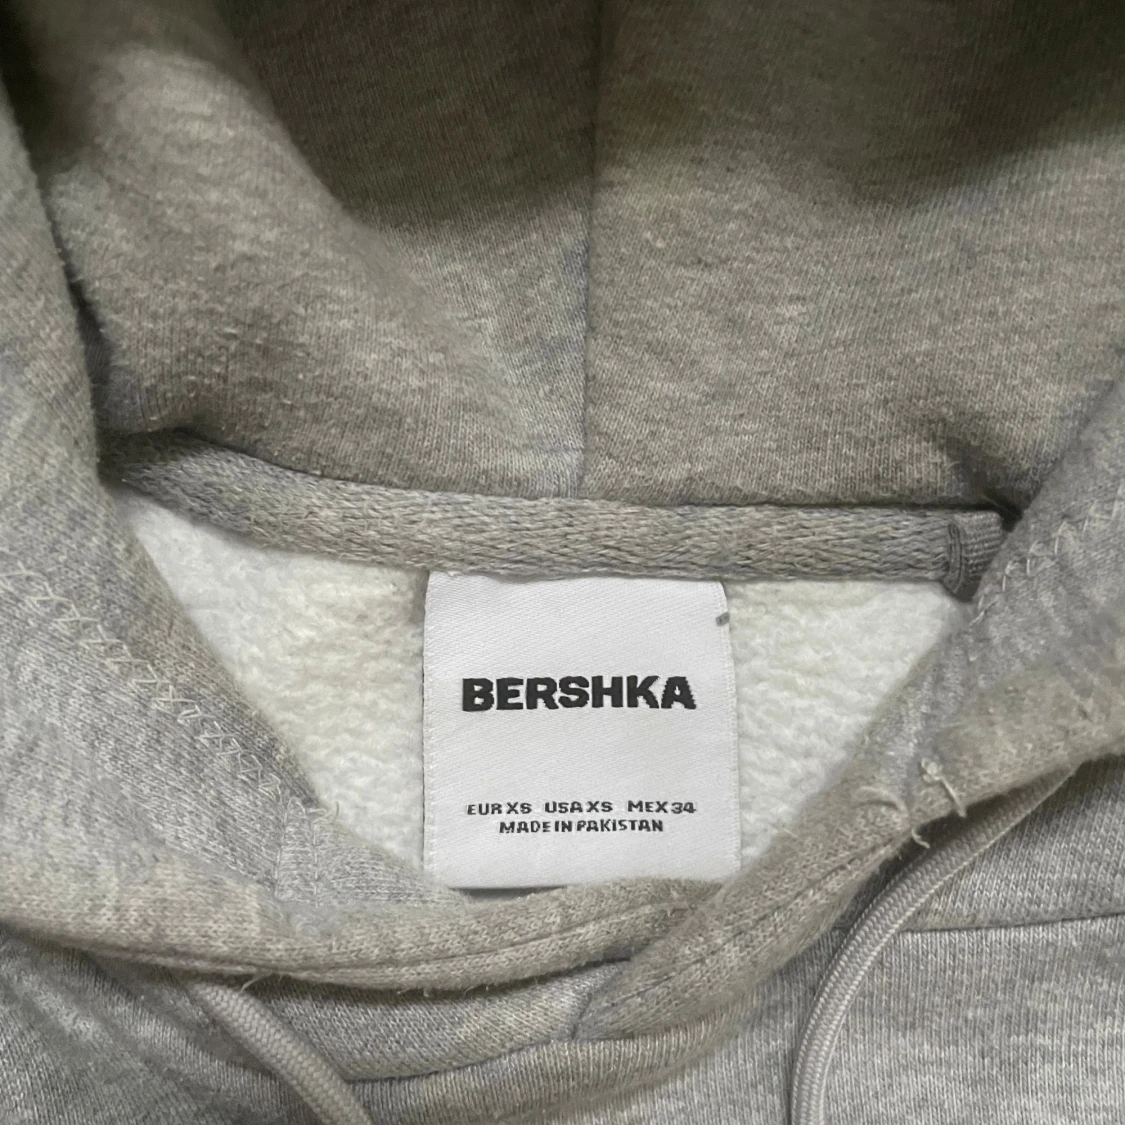 BERSHKA
EUR XS USA XS MEX 34
MADE IN PAKISTAN